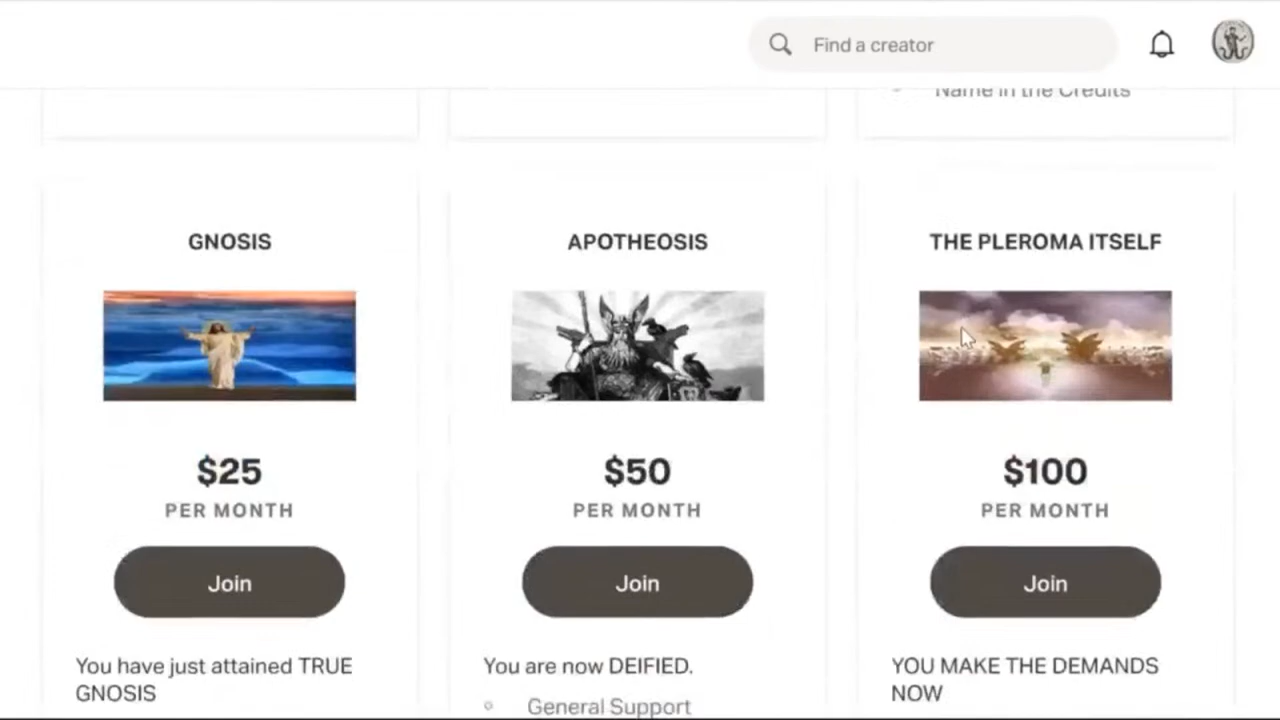 Find a creator
Name in the Credits
GNOSIS
APOTHEOSIS
THE PLEROMA ITSELF
$25
PER MONTH
$50
PER MONTH
$100
PER MONTH
Join
Join
Join
You have just attained TRUE
GNOSIS
You are now DEIFIED.
General Support
YOU MAKE THE DEMANDS
NOW